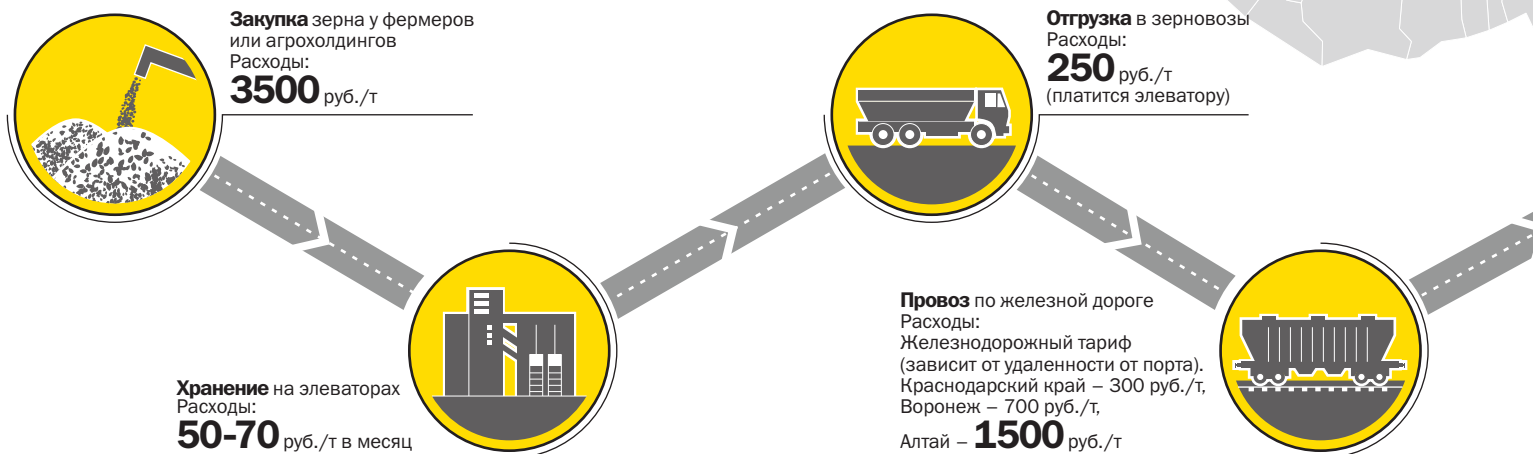 Закупка зерна у фермеров
или агрохолдингов
Расходы:
3500 руб./т
Хранение на элеваторах
Расходы:
50-70 руб./т в месяц
Отгрузка в зерновозы
Расходы:
250 руб./т
(платится элеватору)
Провоз по железной дороге
Расходы:
Железнодорожный тариф
(зависит от удаленности от порта).
Краснодарский край – 300 руб./т,
Воронеж – 700 руб./т,
Алтай – 1500 руб./т